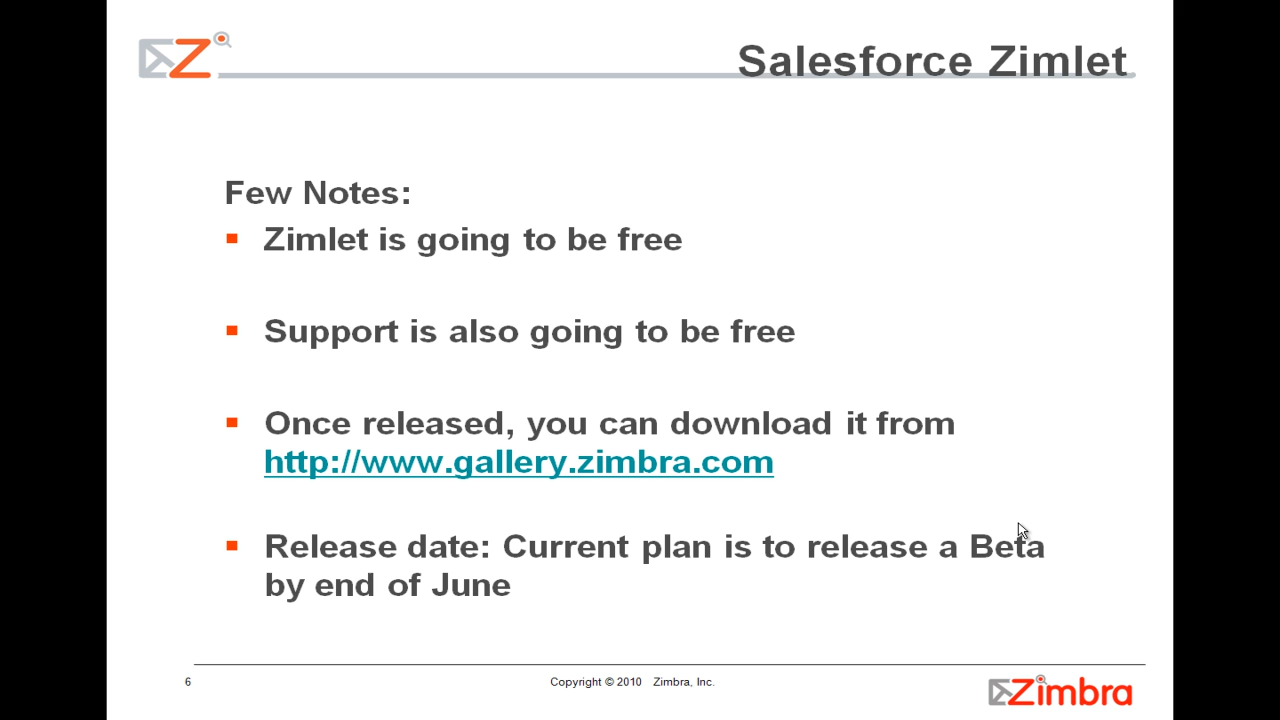 Z
Salesforce Zimlet
Few Notes:
▪ Zimlet is going to be free
▪ Support is also going to be free
▪ Once released, you can download it from
http://www.gallery.zimbra.com
▪ Release date: Current plan is to release a Beta
by end of June
6
Copyright © 2010 Zimbra, Inc.
Zimbra